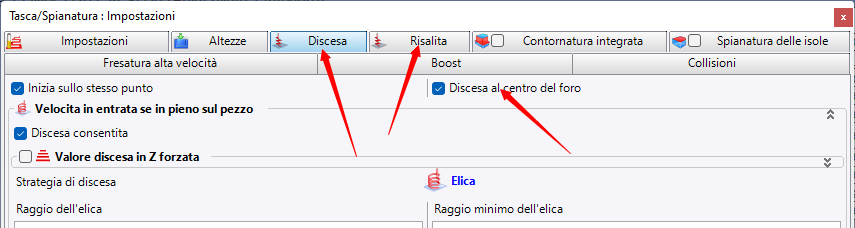 Tasca/Spianatura : Impostazioni
x
Impostazioni Altezze Discesa Risalita Contornatura integrata Spianatura delle isole
Fresatura alta velocità Boost Collisioni
Inizia sullo stesso punto Discesa al centro del foro
Velocita in entrata se in pieno sul pezzo
Discesa consentita
Valore discesa in Z forzata
Strategia di discesa Elica
Raggio dell'elica Raggio minimo dell'elica